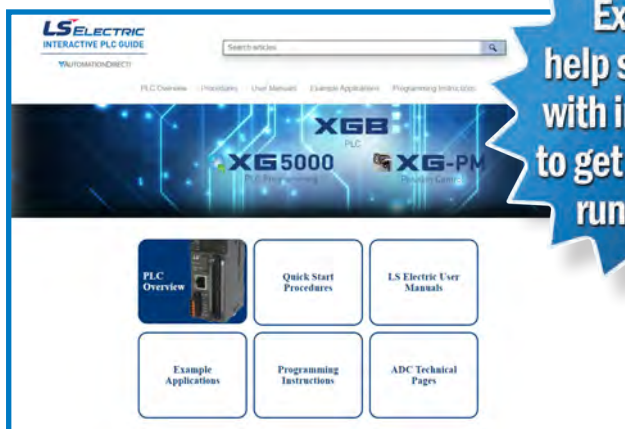 LS ELECTRIC
INTERACTIVE PLC GUIDE
AUTOMATIONDIRECT
Search articles
PLC Overview Procedures User Manuals Example Applications Programming Instruction
XGB
PLC
XG5000
PLC Programming
XG-PM
Position Control
Ex
help s
with i
to get
run
PLC
Overview
Quick Start
Procedures
LS Electric User
Manuals
Example
Applications
Programming
Instructions
ADC Technical
Pages